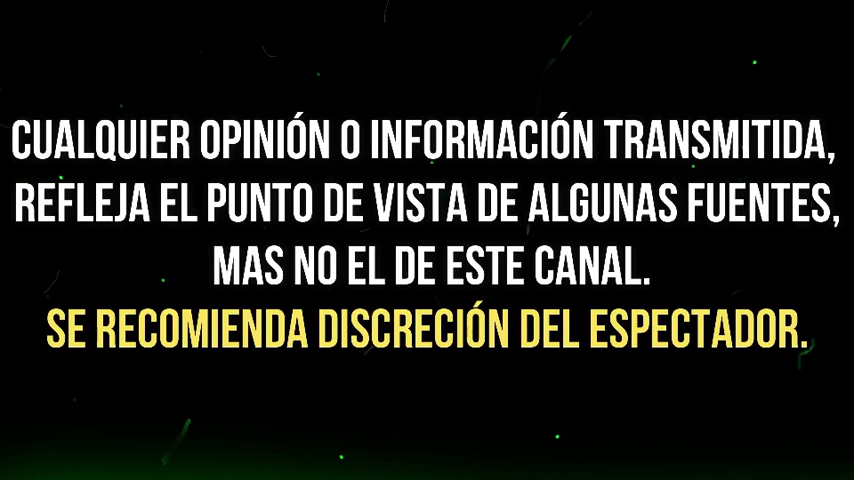 CUALQUIER OPINIÓN O INFORMACIÓN TRANSMITIDA,
REFLEJA EL PUNTO DE VISTA DE ALGUNAS FUENTES,
MAS NO EL DE ESTE CANAL.
SE RECOMIENDA DISCRECIÓN DEL ESPECTADOR.